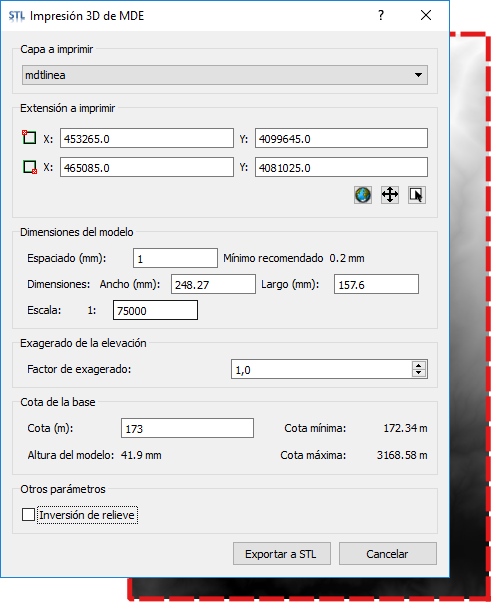 STL Impresión 3D de MDE ? ×
Capa a imprimir
mdtlinea
Extensión a imprimir
X: 453265.0 Y: 4099645.0
X: 465085.0 Y: 4081025.0
Dimensiones del modelo
Espaciado (mm): 1 Mínimo recomendado 0.2 mm
Dimensiones: Ancho (mm): 248.27 Largo (mm): 157.6
Escala: 1: 75000
Exagerado de la elevación
Factor de exagerado: 1,0
Cota de la base
Cota (m): 173 Cota mínima: 172.34 m
Altura del modelo: 41.9 mm Cota máxima: 3168.58 m
Otros parámetros
Inversión de relieve
Exportar a STL Cancelar